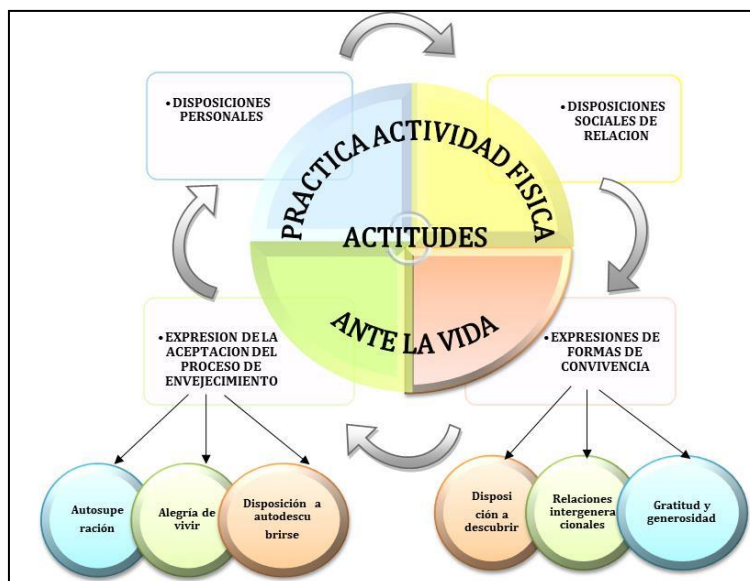 • DISPOSICIONES
PERSONALES
• DISPOSICIONES
SOCIALES DE
RELACION
PRACTICA ACTIVIDAD FISICA
ACTITUDES
ANTE LA VIDA
• EXPRESION DE LA
ACEPTACION DEL
PROCESO DE
ENVEJECIMIENTO
• EXPRESIONES DE
FORMAS DE
CONVIVENCIA
Autosupe
ración
Alegría de
vivir
Disposición a
autodescu
brirse
Disposi
ción a
descubrir
Relaciones
intergenera
cionales
Gratitud y
generosidad